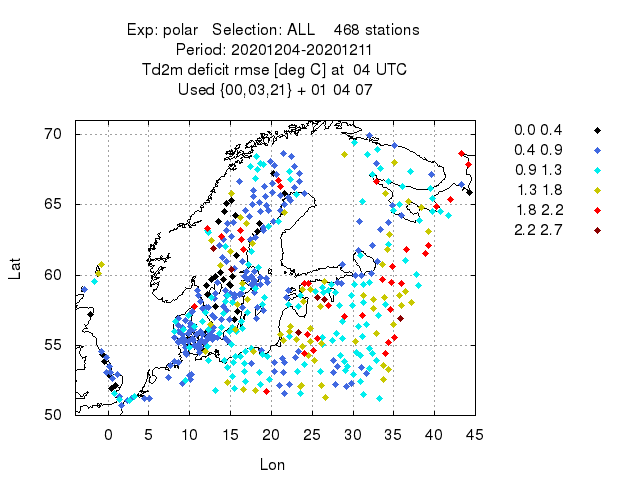 Exp: polar   Selection: ALL    468 stations
Period: 20201204-20201211
Td2m deficit rmse [deg C] at  04 UTC
Used {00,03,21} + 01 04 07
0.0 0.4
0.4 0.9
0.9 1.3
1.3 1.8
1.8 2.2
2.2 2.7
70
65
60
55
50
Lat
0 5 10 15 20 25 30 35 40 45
Lon